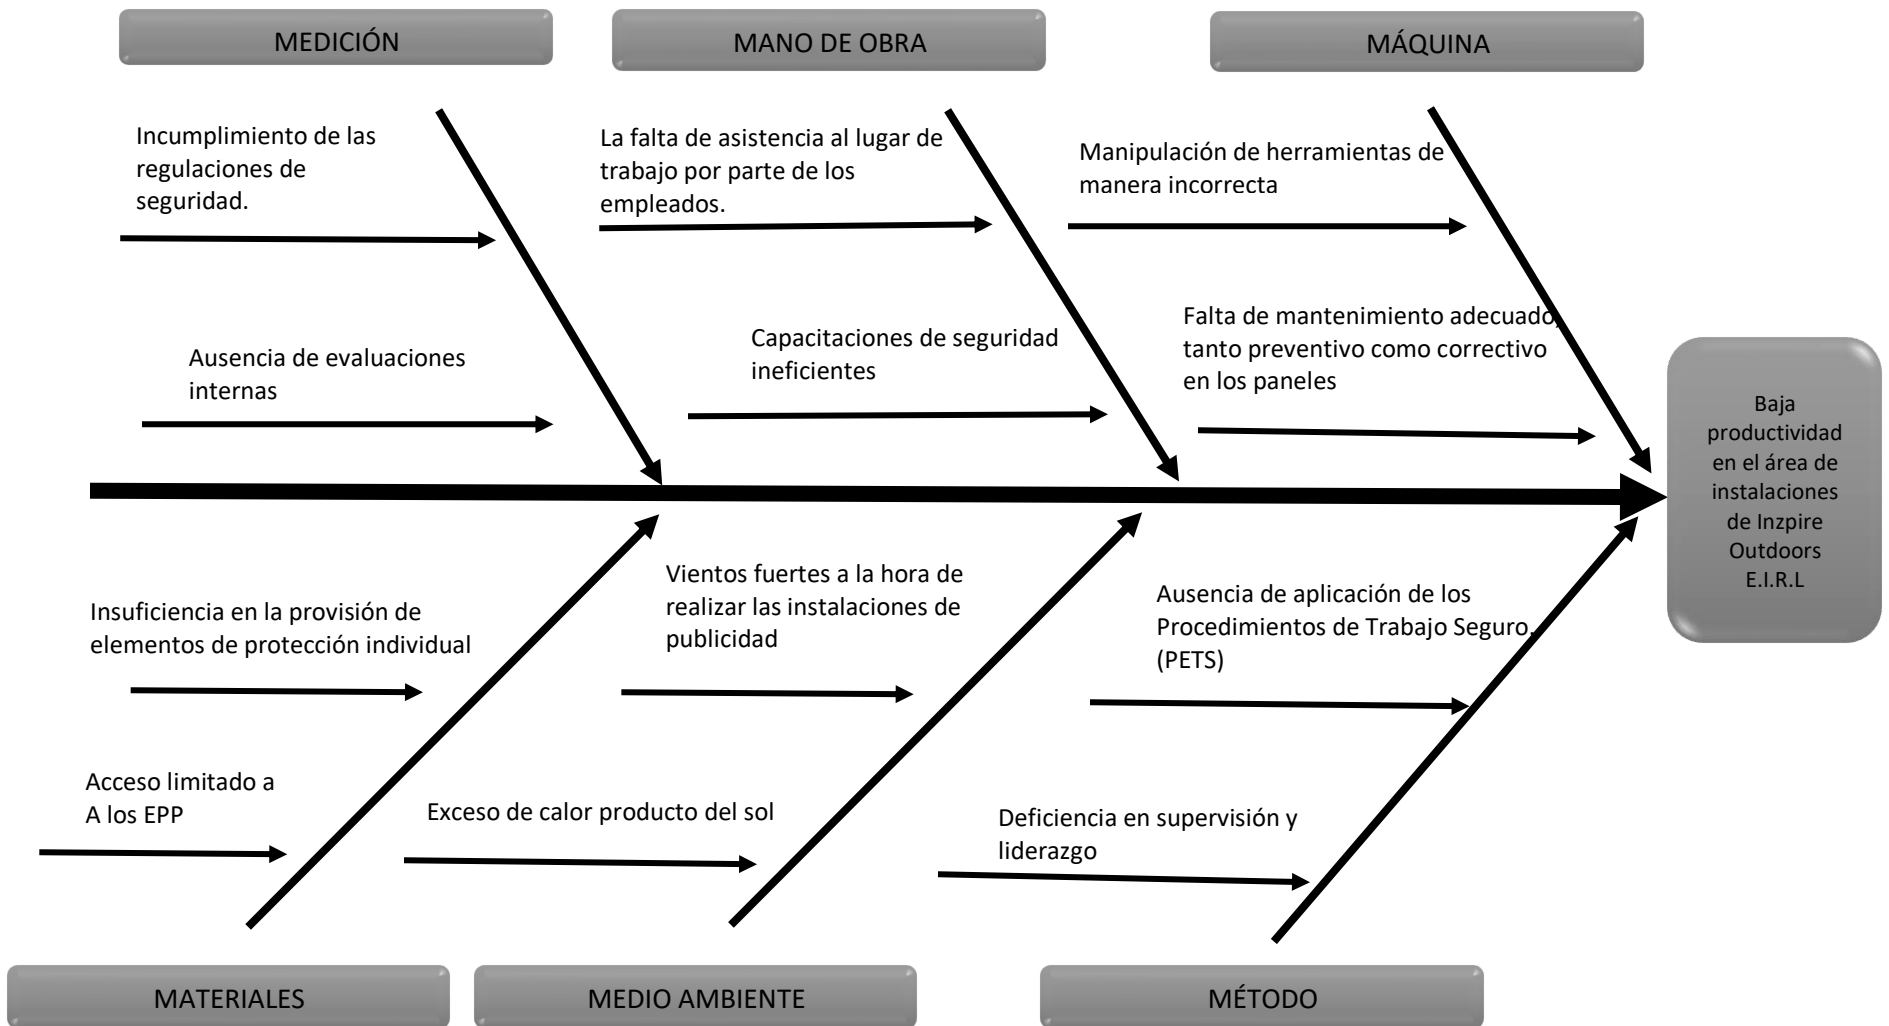 MEDICIÓN
MANO DE OBRA
MÁQUINA
Incumplimiento de las
regulaciones de
seguridad.
La falta de asistencia al lugar de
trabajo por parte de los
empleados.
Manipulación de herramientas de
manera incorrecta
Ausencia de evaluaciones
internas
Capacitaciones de seguridad
ineficientes
Falta de mantenimiento adecuado,
tanto preventivo como correctivo
en los paneles
Baja
productividad
en el área de
instalaciones
de Inzpire
Outdoors
E.I.R.L
Insuficiencia en la provisión de
elementos de protección individual
Vientos fuertes a la hora de
realizar las instalaciones de
publicidad
Ausencia de aplicación de los
Procedimientos de Trabajo Seguro.
(PETS)
Acceso limitado a
A los EPP
Exceso de calor producto del sol
Deficiencia en supervisión y
liderazgo
MATERIALES
MEDIO AMBIENTE
MÉTODO